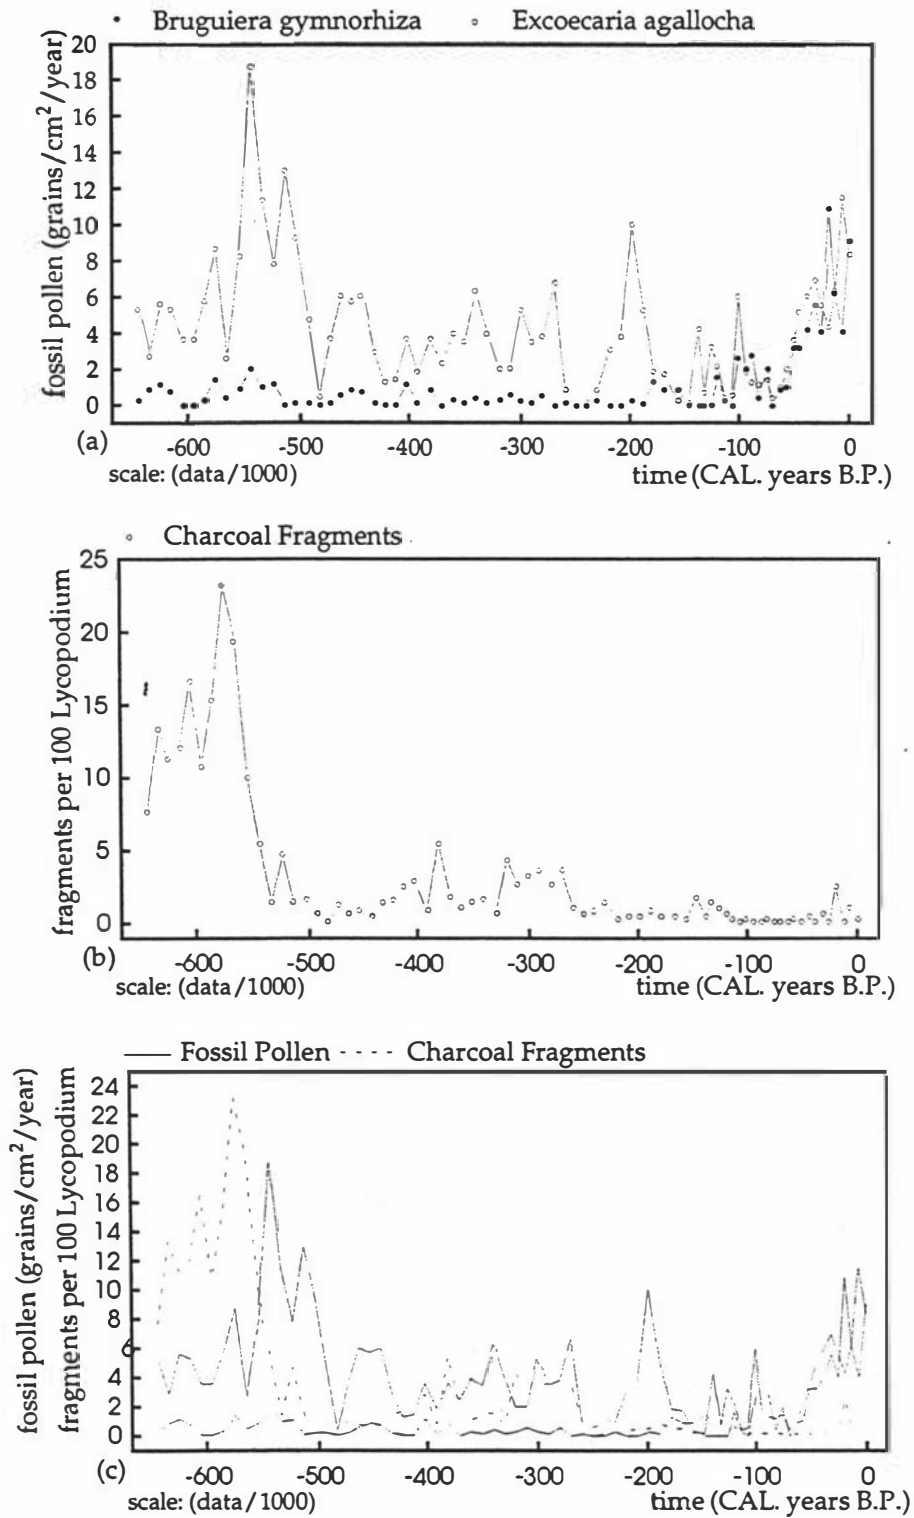 • Bruguiera gymnorhiza ○ Excoecaria agallocha
fossil pollen (grains/cm²/year)
20
18
16
14
12
10
8
6
4
2
0
(a) -600 -500 -400 -300 -200 -100 0
scale: (data/1000) time (CAL. years B.P.)
○ Charcoal Fragments
fragments per 100 Lycopodium
25
20
15
10
5
0
(b) -600 -500 -400 -300 -200 -100 0
scale: (data/1000) time (CAL. years B.P.)
— Fossil Pollen - - - - Charcoal Fragments
fossil pollen (grains/cm²/year)
fragments per 100 Lycopodium
24
22
20
18
16
14
12
10
8
6
4
2
0
(c) -600 -500 -400 -300 -200 -100 0
scale: (data/1000) time (CAL. years B.P.)